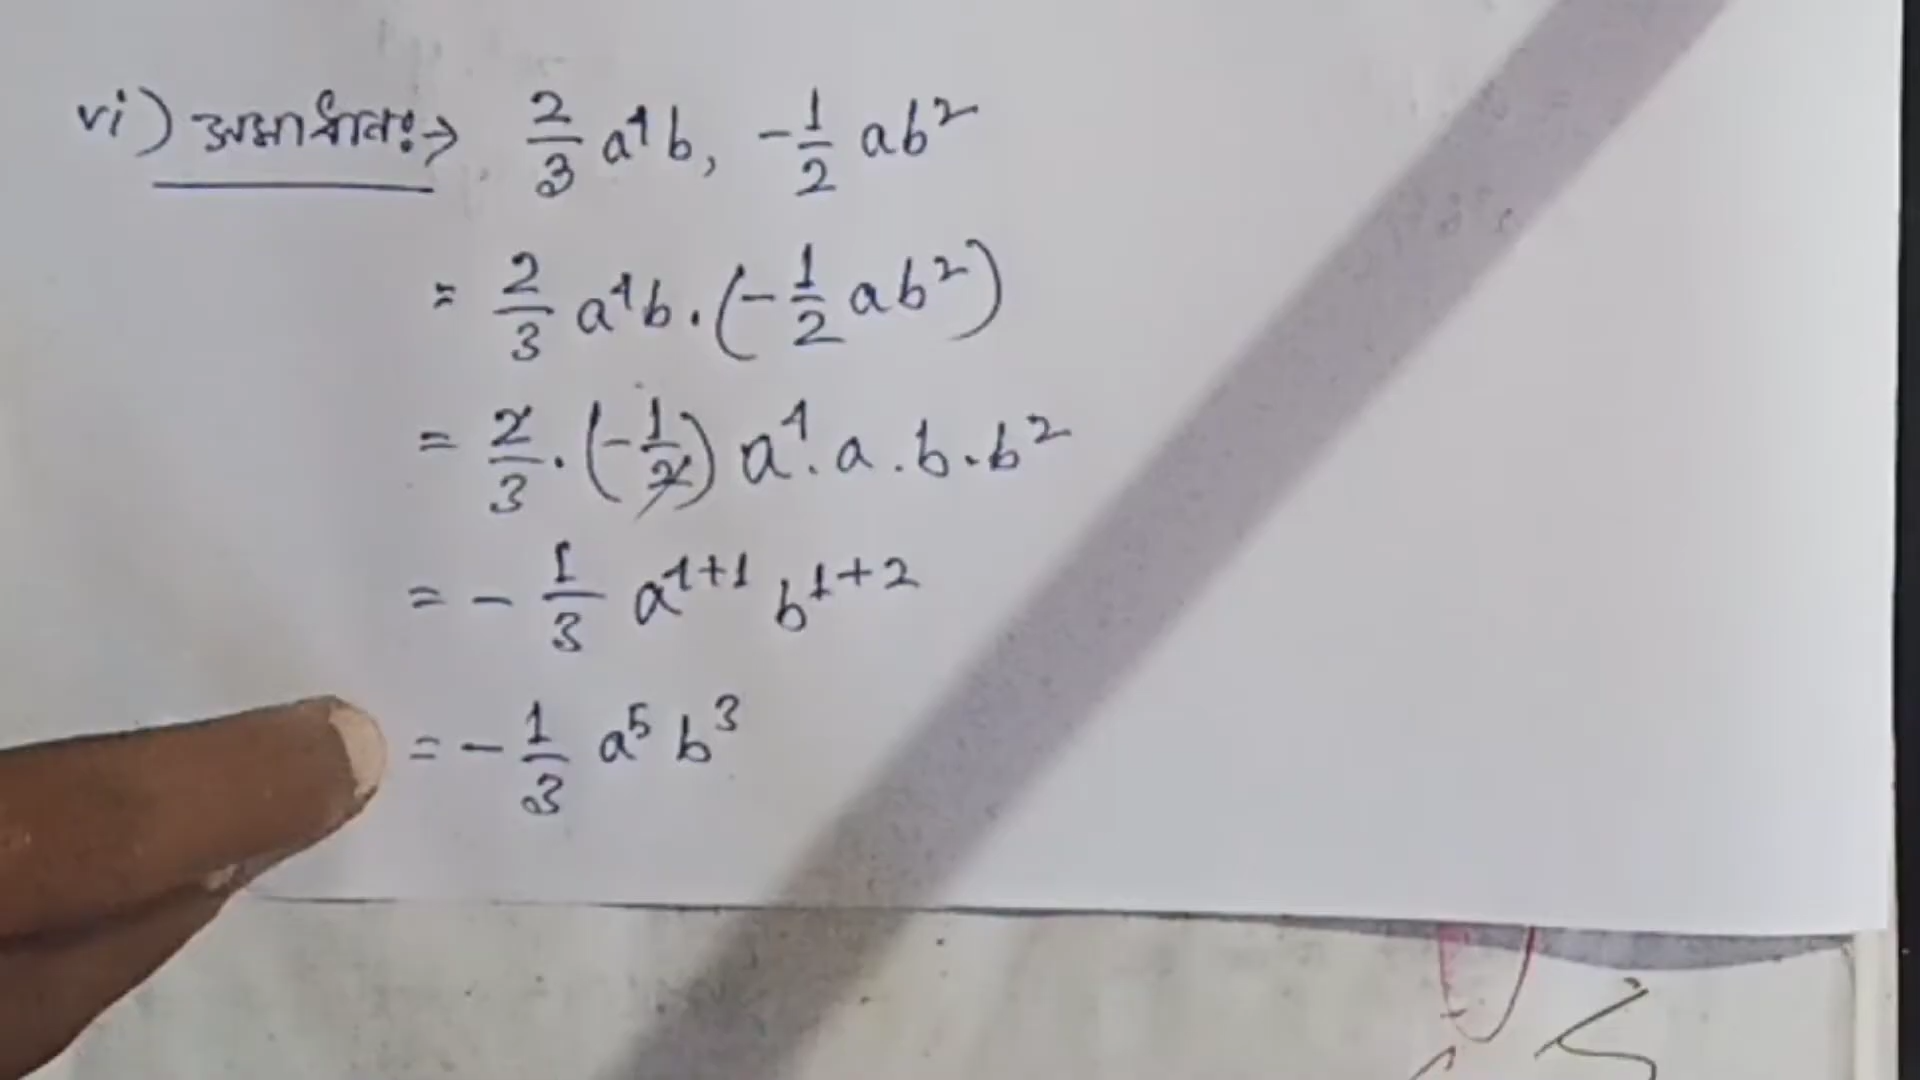 vi) সমাধান:→ 2/3 a⁴b, -1/2 ab²
= 2/3 a⁴b.(-1/2 ab²)
= 2/3.(-1/2) a⁴.a.b.b²
= - 1/3 a⁴⁺¹ b¹⁺²
= - 1/3 a⁵ b³